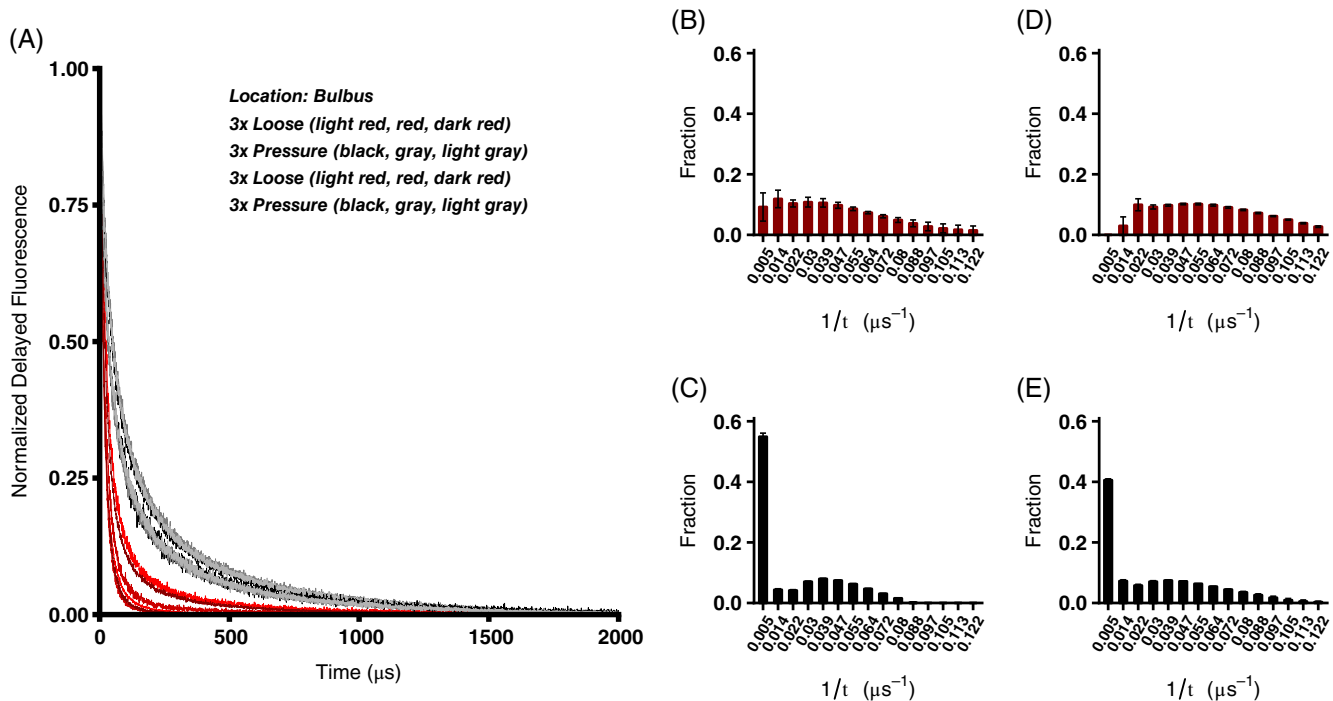 (A)
1.00
0.75
0.50
0.25
0.00
Normalized Delayed Fluorescence
Location: Bulbus
3x Loose (light red, red, dark red)
3x Pressure (black, gray, light gray)
3x Loose (light red, red, dark red)
3x Pressure (black, gray, light gray)
0 500 1000 1500 2000
Time (μs)
(B)
0.6
0.4
0.2
0.0
Fraction
0.005 0.014 0.022 0.03 0.039 0.047 0.055 0.064 0.072 0.08 0.088 0.097 0.105 0.113 0.122
1/t (μs⁻¹)
(D)
0.6
0.4
0.2
0.0
Fraction
0.005 0.014 0.022 0.03 0.039 0.047 0.055 0.064 0.072 0.08 0.088 0.097 0.105 0.113 0.122
1/t (μs⁻¹)
(C)
0.6
0.4
0.2
0.0
Fraction
0.005 0.014 0.022 0.03 0.039 0.047 0.055 0.064 0.072 0.08 0.088 0.097 0.105 0.113 0.122
1/t (μs⁻¹)
(E)
0.6
0.4
0.2
0.0
Fraction
0.005 0.014 0.022 0.03 0.039 0.047 0.055 0.064 0.072 0.08 0.088 0.097 0.105 0.113 0.122
1/t (μs⁻¹)